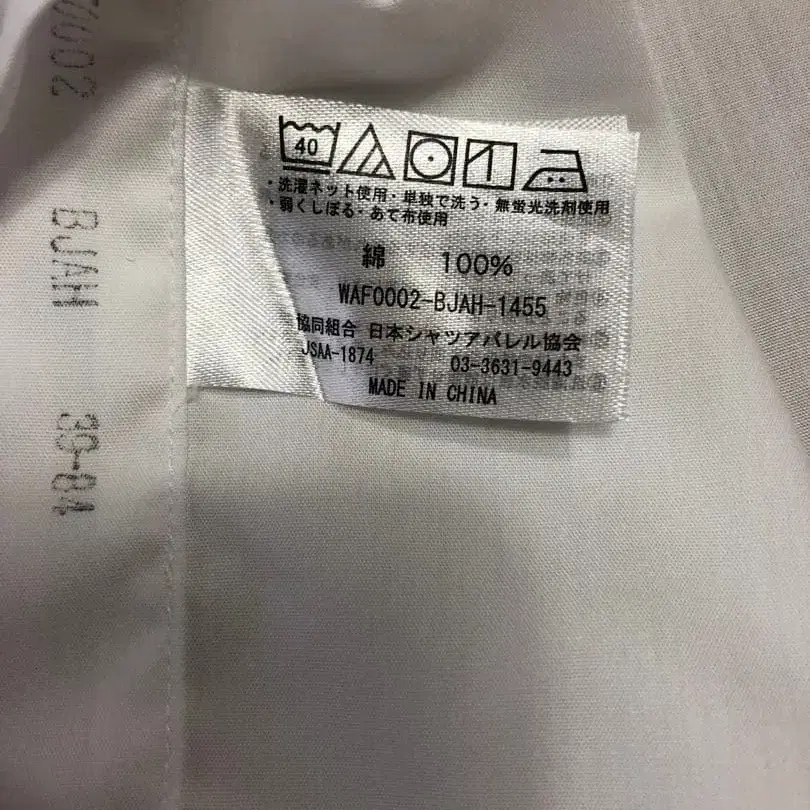 40
・洗濯ネット使用・単独で洗う・無蛍光洗剤使用
・弱くしぼる・あて布使用
綿 100%
WAF0002-BJAH-1455
協同組合 日本シャツアパレル協会
JSAA-1874 03-3631-9443
MADE IN CHINA
0002 BJAH 39-84